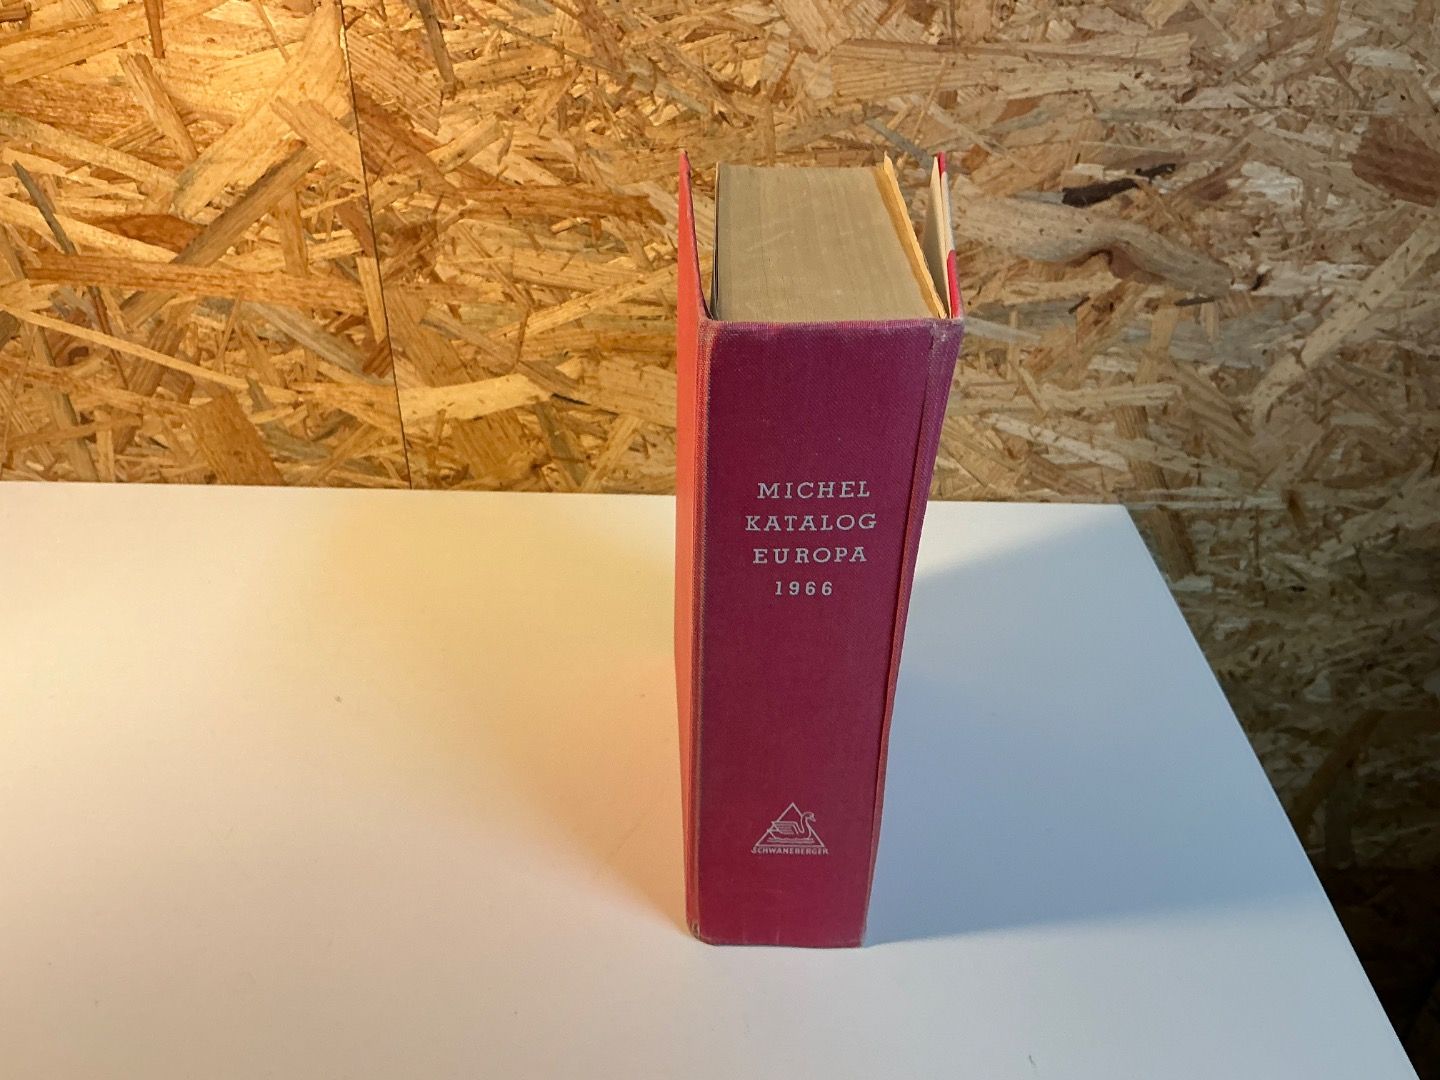 MICHEL
KATALOG
EUROPA
1966
SCHWANEBERGER